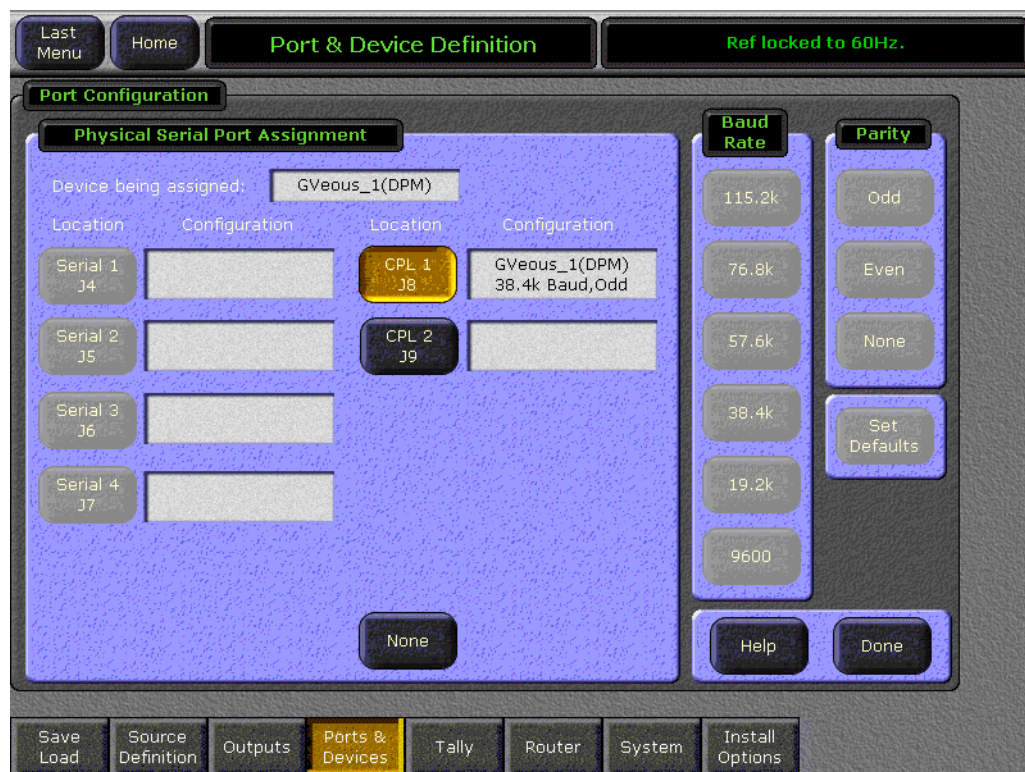 Last
Menu
Home
Port & Device Definition
Ref locked to 60Hz.
Port Configuration
Physical Serial Port Assignment
Device being assigned:
GVeous_1(DPM)
Location
Configuration
Location
Configuration
Serial 1
J4
CPL 1
J8
GVeous_1(DPM)
38.4k Baud,Odd
Serial 2
J5
CPL 2
J9
Serial 3
J6
Serial 4
J7
None
Baud
Rate
115.2k
76.8k
57.6k
38.4k
19.2k
9600
Parity
Odd
Even
None
Set
Defaults
Help
Done
Save
Load
Source
Definition
Outputs
Ports &
Devices
Tally
Router
System
Install
Options